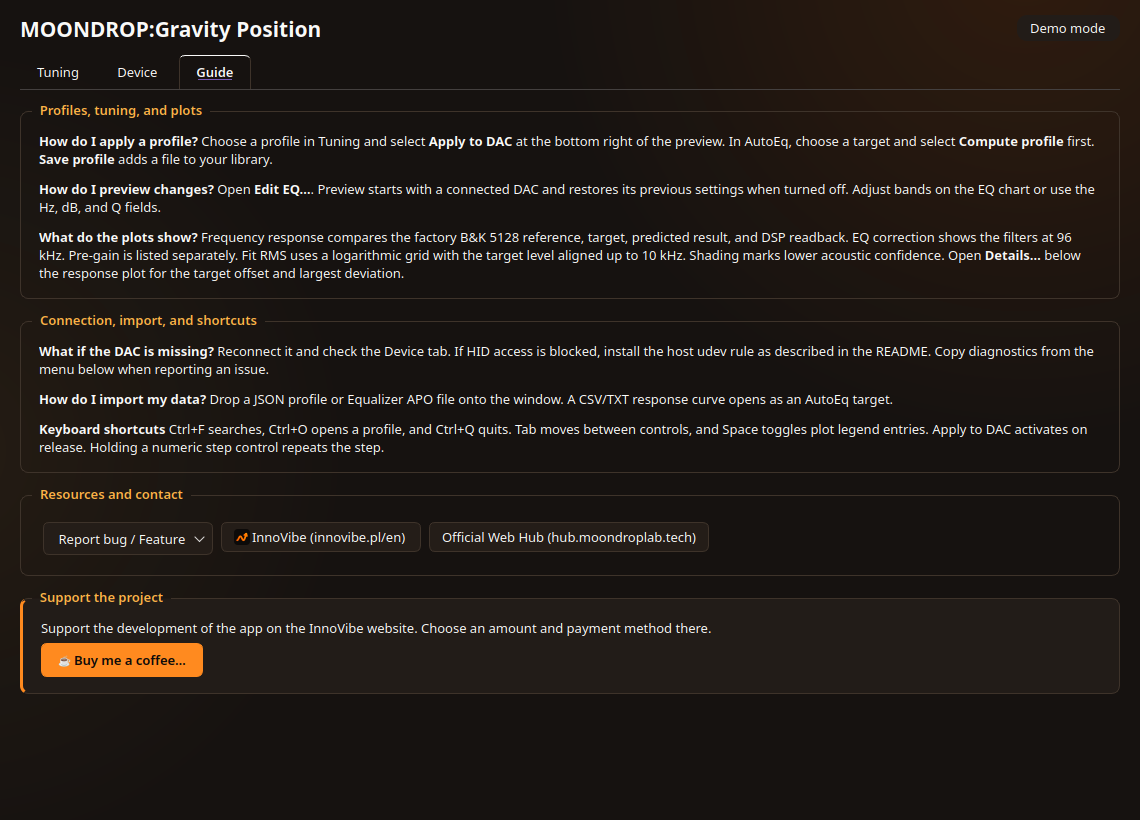 MOONDROP:Gravity Position
Demo mode
Tuning
Device
Guide
Profiles, tuning, and plots
How do I apply a profile? Choose a profile in Tuning and select Apply to DAC at the bottom right of the preview. In AutoEq, choose a target and select Compute profile first.
Save profile adds a file to your library.
How do I preview changes? Open Edit EQ.... Preview starts with a connected DAC and restores its previous settings when turned off. Adjust bands on the EQ chart or use the
Hz, dB, and Q fields.
What do the plots show? Frequency response compares the factory B&K 5128 reference, target, predicted result, and DSP readback. EQ correction shows the filters at 96
kHz. Pre-gain is listed separately. Fit RMS uses a logarithmic grid with the target level aligned up to 10 kHz. Shading marks lower acoustic confidence. Open Details... below
the response plot for the target offset and largest deviation.
Connection, import, and shortcuts
What if the DAC is missing? Reconnect it and check the Device tab. If HID access is blocked, install the host udev rule as described in the README. Copy diagnostics from the
menu below when reporting an issue.
How do I import my data? Drop a JSON profile or Equalizer APO file onto the window. A CSV/TXT response curve opens as an AutoEq target.
Keyboard shortcuts Ctrl+F searches, Ctrl+O opens a profile, and Ctrl+Q quits. Tab moves between controls, and Space toggles plot legend entries. Apply to DAC activates on
release. Holding a numeric step control repeats the step.
Resources and contact
Report bug / Feature
InnoVibe (innovibe.pl/en)
Official Web Hub (hub.moondroplab.tech)
Support the project
Support the development of the app on the InnoVibe website. Choose an amount and payment method there.
☕ Buy me a coffee...